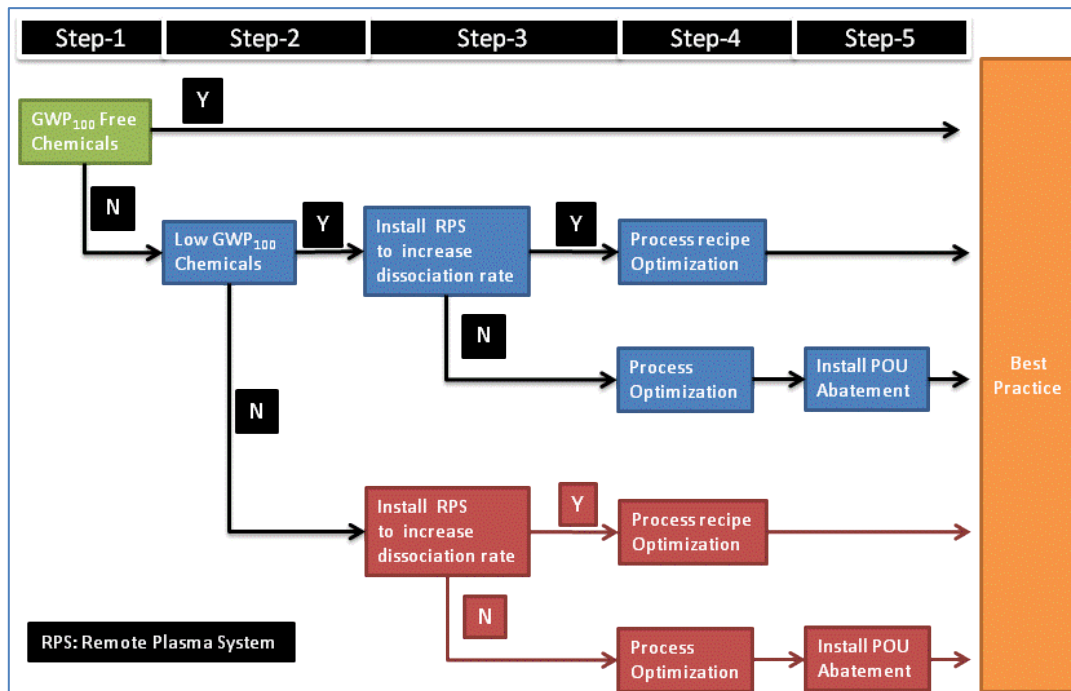 Step-1
Step-2
Step-3
Step-4
Step-5
Y
GWP₁₀₀ Free
Chemicals
N
Low GWP₁₀₀
Chemicals
Y
Install RPS
to increase
dissociation rate
Y
Process recipe
Optimization
N
Process
Optimization
Install POU
Abatement
Best
Practice
N
Install RPS
to increase
dissociation rate
Y
Process recipe
Optimization
N
Process
Optimization
Install POU
Abatement
RPS: Remote Plasma System